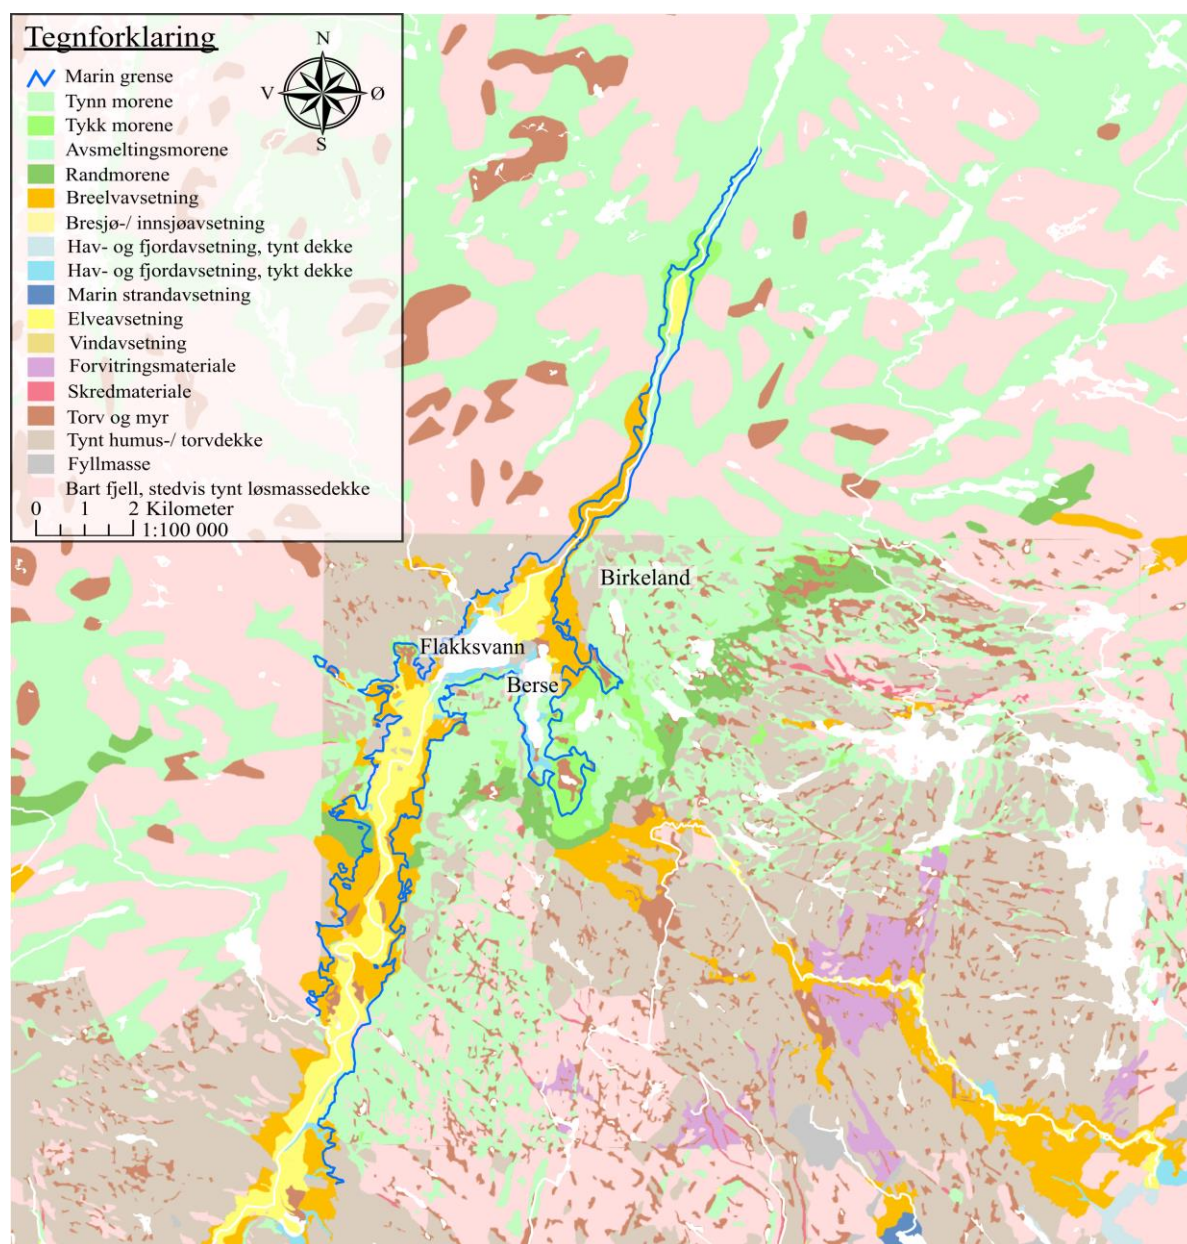 Tegnforklaring
N
V
Ø
S
Marin grense
Tynn morene
Tykk morene
Avsmeltingsmorene
Randmorene
Breelvavsetning
Bresjø-/ innsjøavsetning
Hav- og fjordavsetning, tynt dekke
Hav- og fjordavsetning, tykt dekke
Marin strandavsetning
Elveavsetning
Vindavsetning
Forvitringsmateriale
Skredmateriale
Torv og myr
Tynt humus-/ torvdekke
Fyllmasse
Bart fjell, stedvis tynt løsmassedekke
0 1 2 Kilometer
1:100 000
Birkeland
Flakksvann
Berse